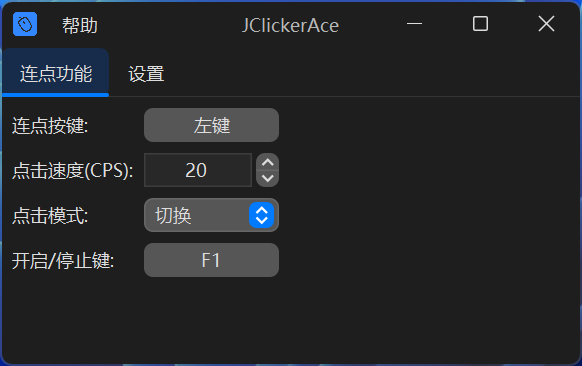 帮助 JClickerAce
连点功能 设置
连点按键: 左键
点击速度(CPS): 20
点击模式: 切换
开启/停止键: F1